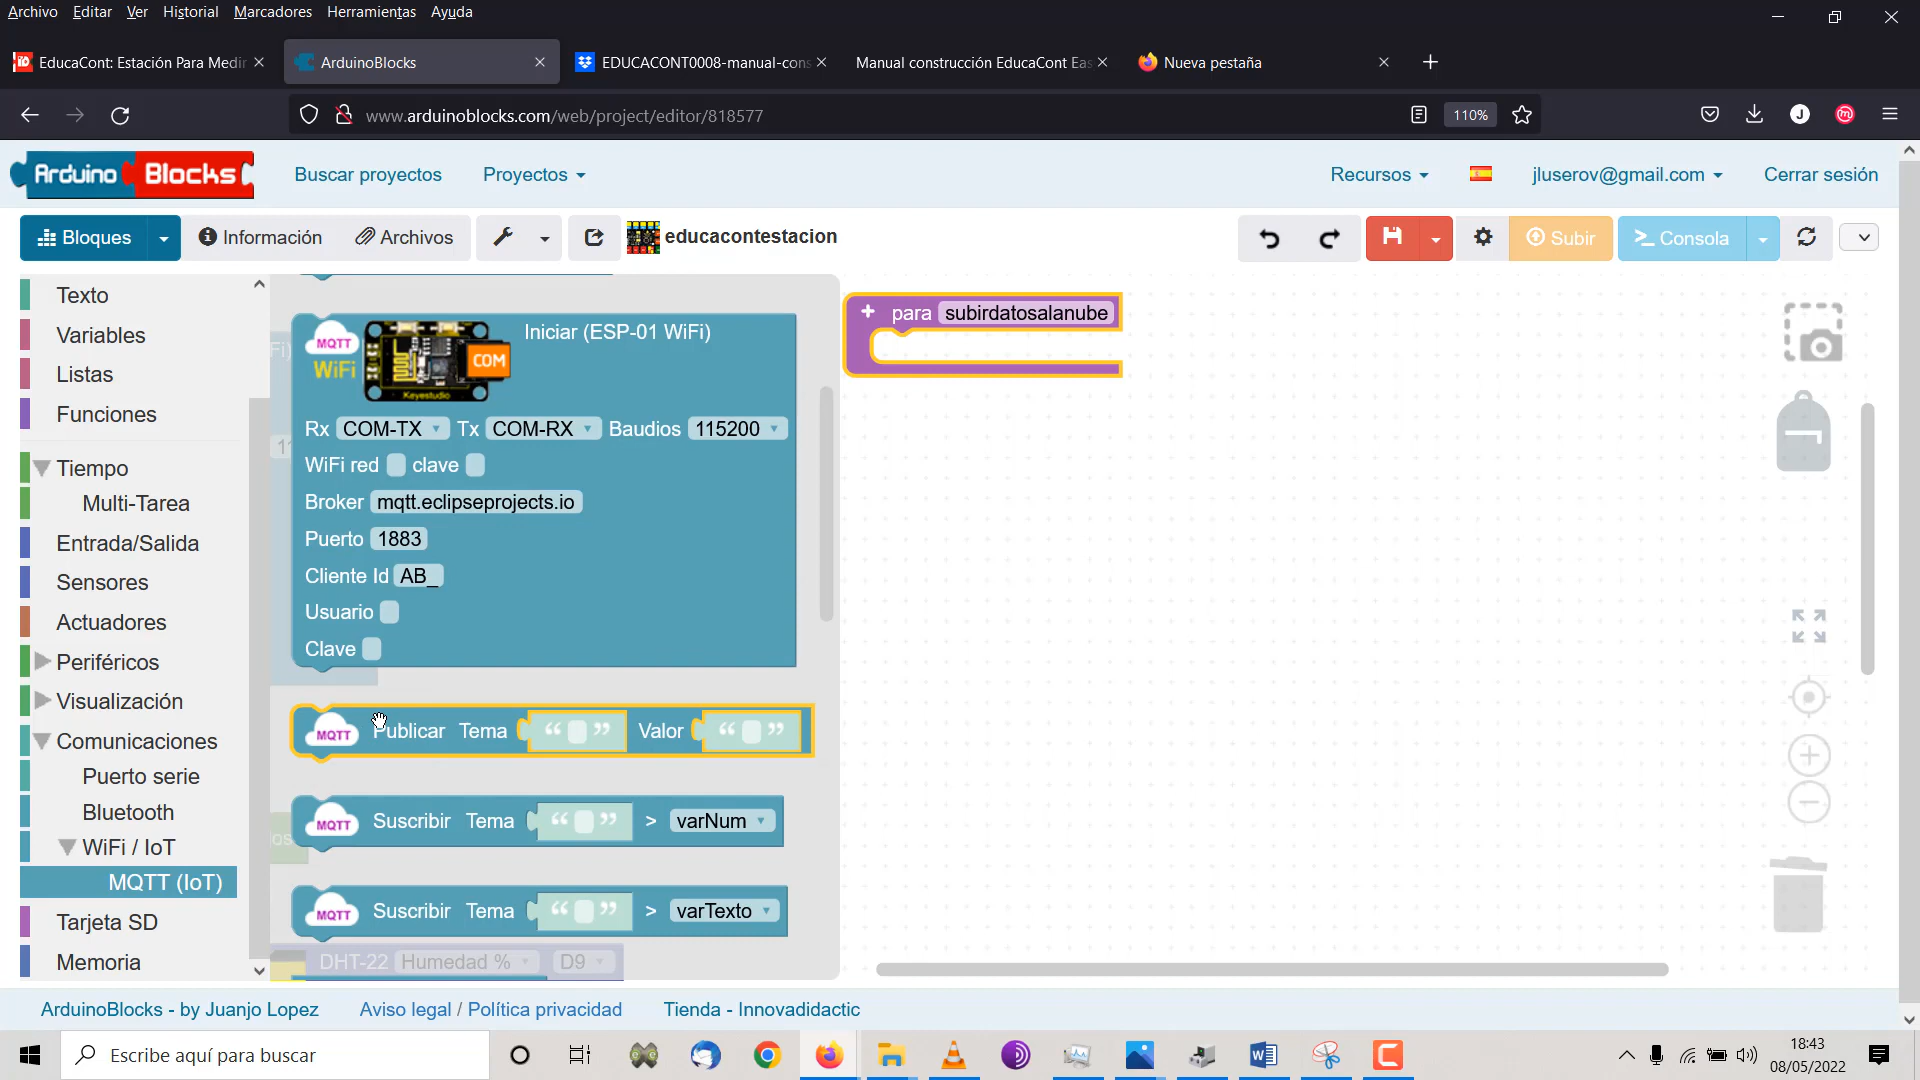 Archivo Editar Ver Historial Marcadores Herramientas Ayuda
EducaCont: Estación Para Medir
ArduinoBlocks
EDUCACONT0008-manual-cons
Manual construcción EducaCont Eas
Nueva pestaña
www.arduinoblocks.com/web/project/editor/818577
110%
J
Arduino Blocks
Buscar proyectos
Proyectos
Recursos
jluserov@gmail.com
Cerrar sesión
Bloques
Información
Archivos
educacontestacion
Subir
Consola
Texto
Variables
Listas
Funciones
Tiempo
Multi-Tarea
Entrada/Salida
Sensores
Actuadores
Periféricos
Visualización
Comunicaciones
Puerto serie
Bluetooth
WiFi / IoT
MQTT (IoT)
Tarjeta SD
Memoria
MQTT
WiFi
COM
Keyestudio
Iniciar (ESP-01 WiFi)
Rx COM-TX Tx COM-RX Baudios 115200
WiFi red clave
Broker mqtt.eclipseprojects.io
Puerto 1883
Cliente Id AB_
Usuario
Clave
MQTT Publicar Tema “ ” Valor “ ”
MQTT Suscribir Tema “ ” > varNum
MQTT Suscribir Tema “ ” > varTexto
DHT-22 Humedad % D9
+ para subirdatosalanube
ArduinoBlocks - by Juanjo Lopez
Aviso legal / Política privacidad
Tienda - Innovadidactic
Escribe aquí para buscar
18:43
08/05/2022